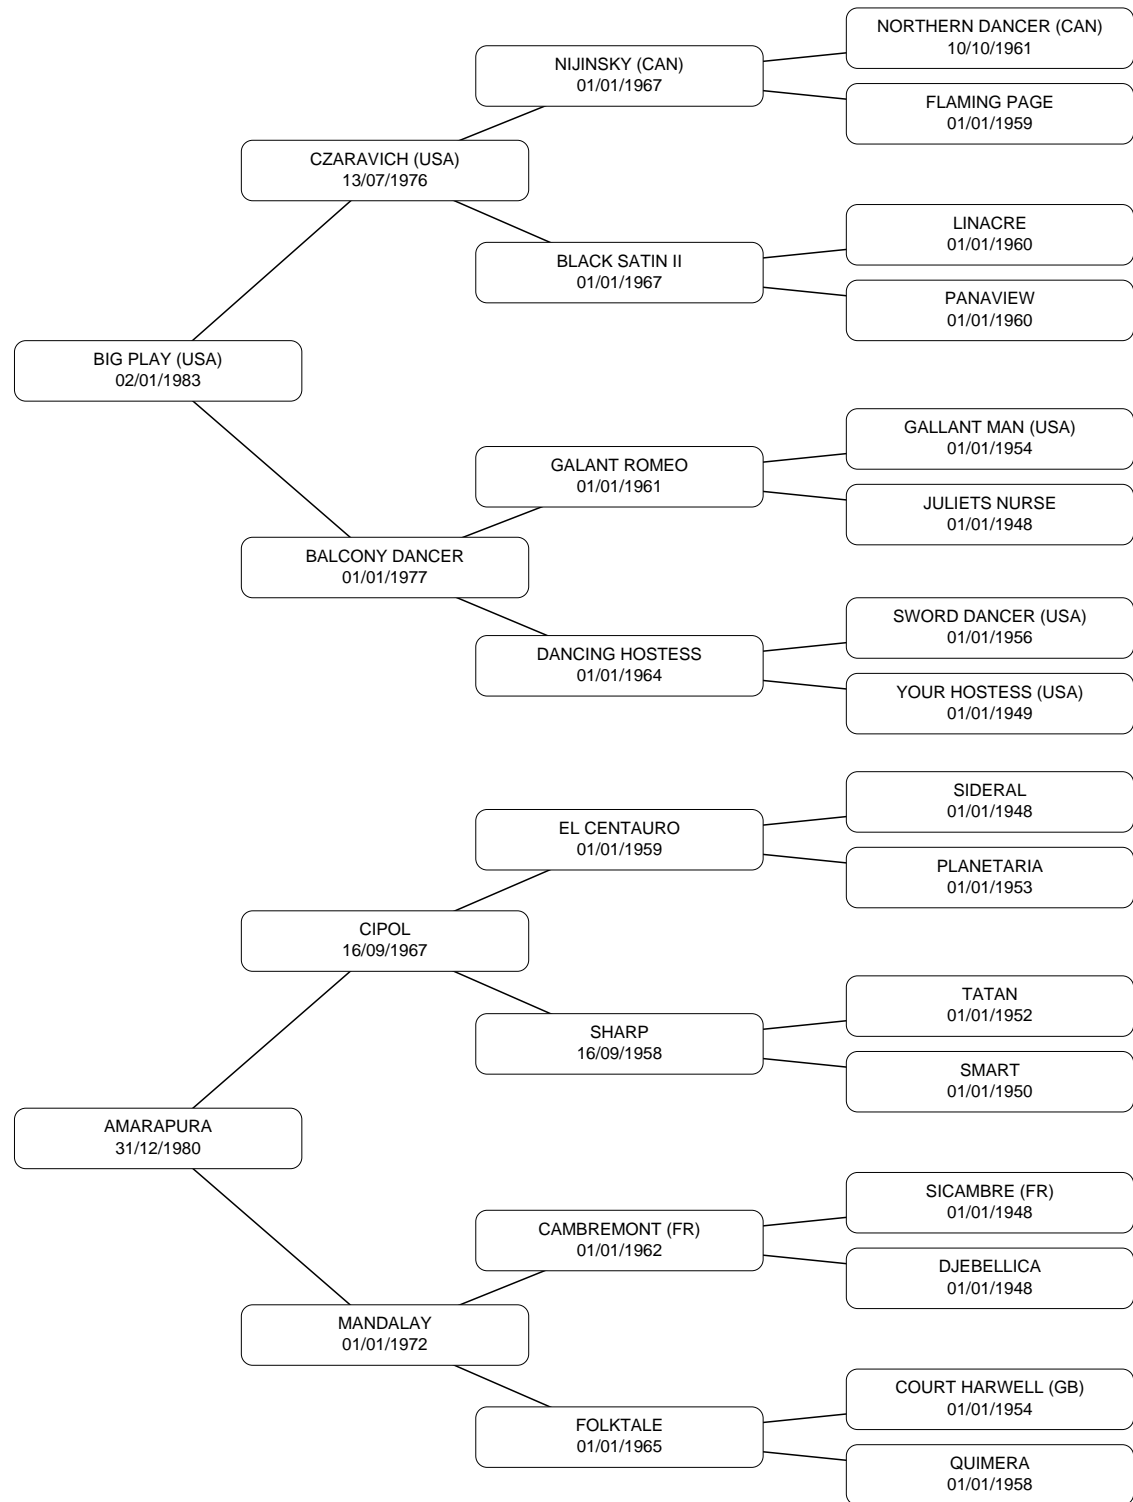 NORTHERN DANCER (CAN)
10/10/1961
NIJINSKY (CAN)
01/01/1967
FLAMING PAGE
01/01/1959
CZARAVICH (USA)
13/07/1976
LINACRE
01/01/1960
BLACK SATIN II
01/01/1967
PANAVIEW
01/01/1960
BIG PLAY (USA)
02/01/1983
GALLANT MAN (USA)
01/01/1954
GALANT ROMEO
01/01/1961
JULIETS NURSE
01/01/1948
BALCONY DANCER
01/01/1977
SWORD DANCER (USA)
01/01/1956
DANCING HOSTESS
01/01/1964
YOUR HOSTESS (USA)
01/01/1949
SIDERAL
01/01/1948
EL CENTAURO
01/01/1959
PLANETARIA
01/01/1953
CIPOL
16/09/1967
TATAN
01/01/1952
SHARP
16/09/1958
SMART
01/01/1950
AMARAPURA
31/12/1980
SICAMBRE (FR)
01/01/1948
CAMBREMONT (FR)
01/01/1962
DJEBELLICA
01/01/1948
MANDALAY
01/01/1972
COURT HARWELL (GB)
01/01/1954
FOLKTALE
01/01/1965
QUIMERA
01/01/1958